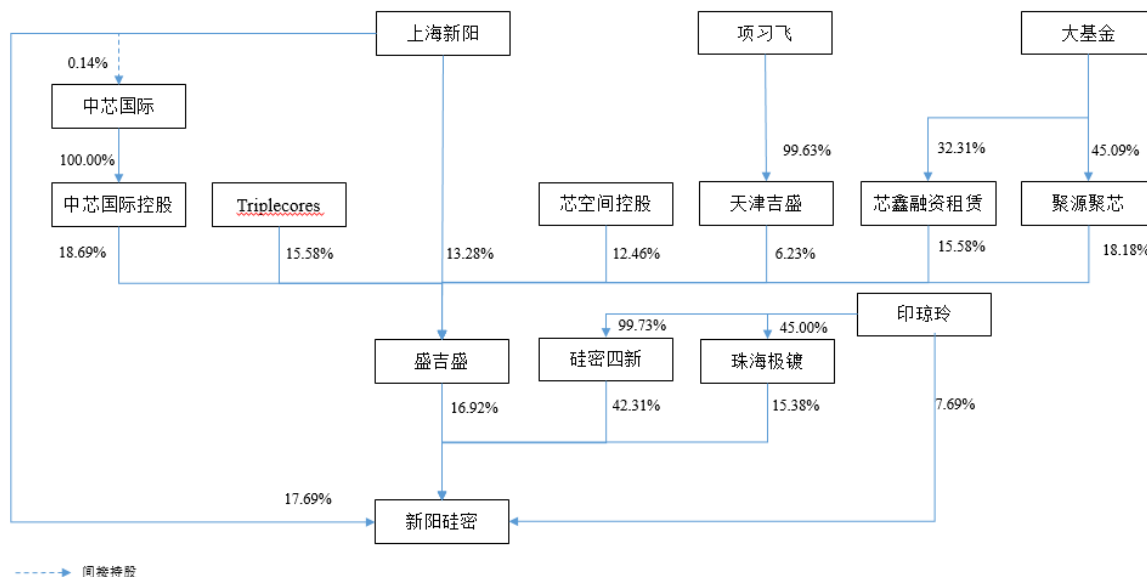 上海新阳
项习飞
大基金
0.14%
中芯国际
100.00%
99.63%
32.31%
45.09%
中芯国际控股
Triplecores
芯空间控股
天津吉盛
芯鑫融资租赁
聚源聚芯
18.69%
15.58%
13.28%
12.46%
6.23%
15.58%
18.18%
印琼玲
99.73%
45.00%
盛吉盛
硅密四新
珠海极镀
16.92%
42.31%
15.38%
7.69%
17.69%
新阳硅密
间接持股